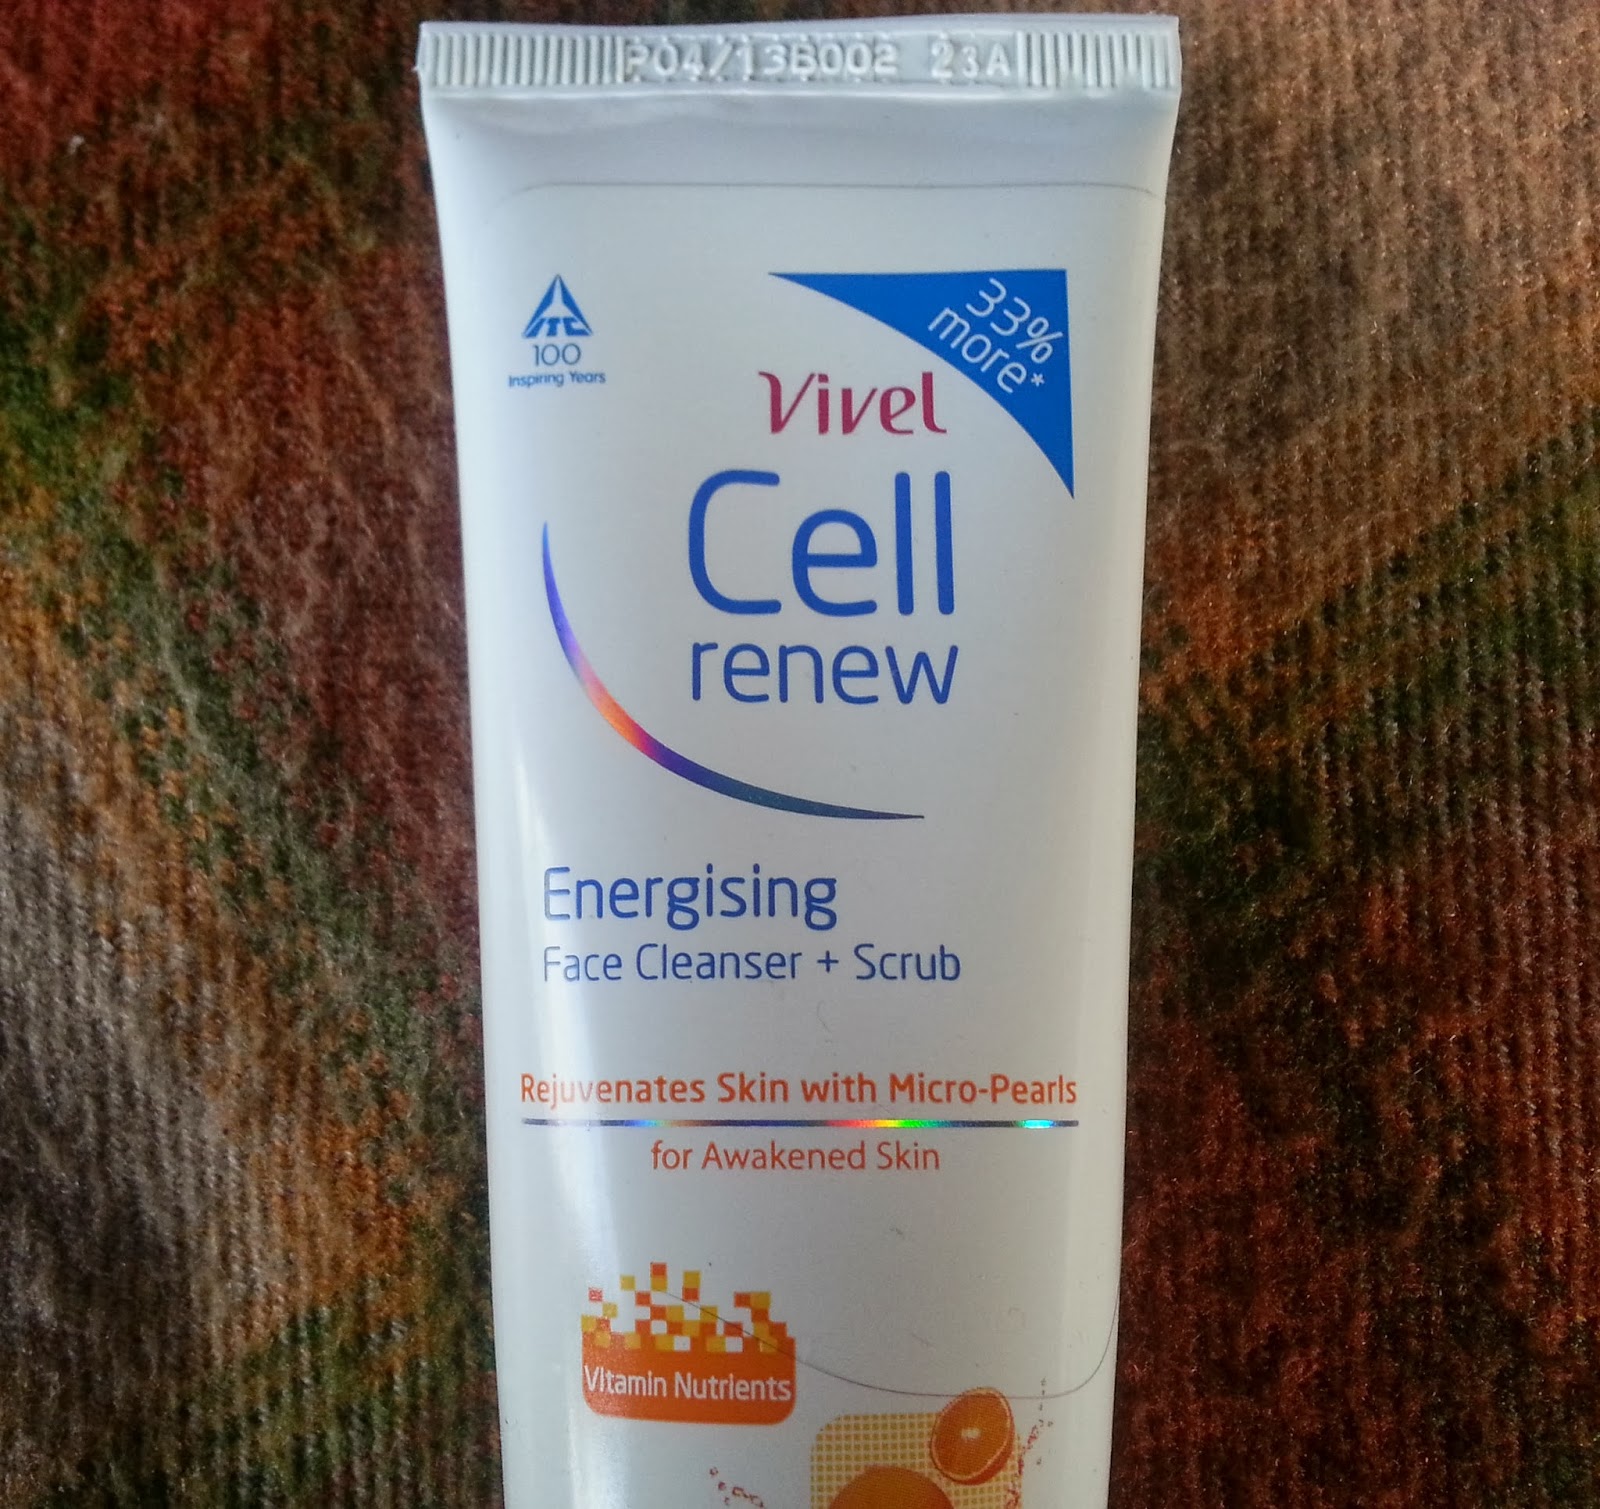 P04/13B002 23A
ITC
100
Inspiring Years
33%
more*
Vivel
Cell
renew
Energising
Face Cleanser + Scrub
Rejuvenates Skin with Micro-Pearls
for Awakened Skin
Vitamin Nutrients